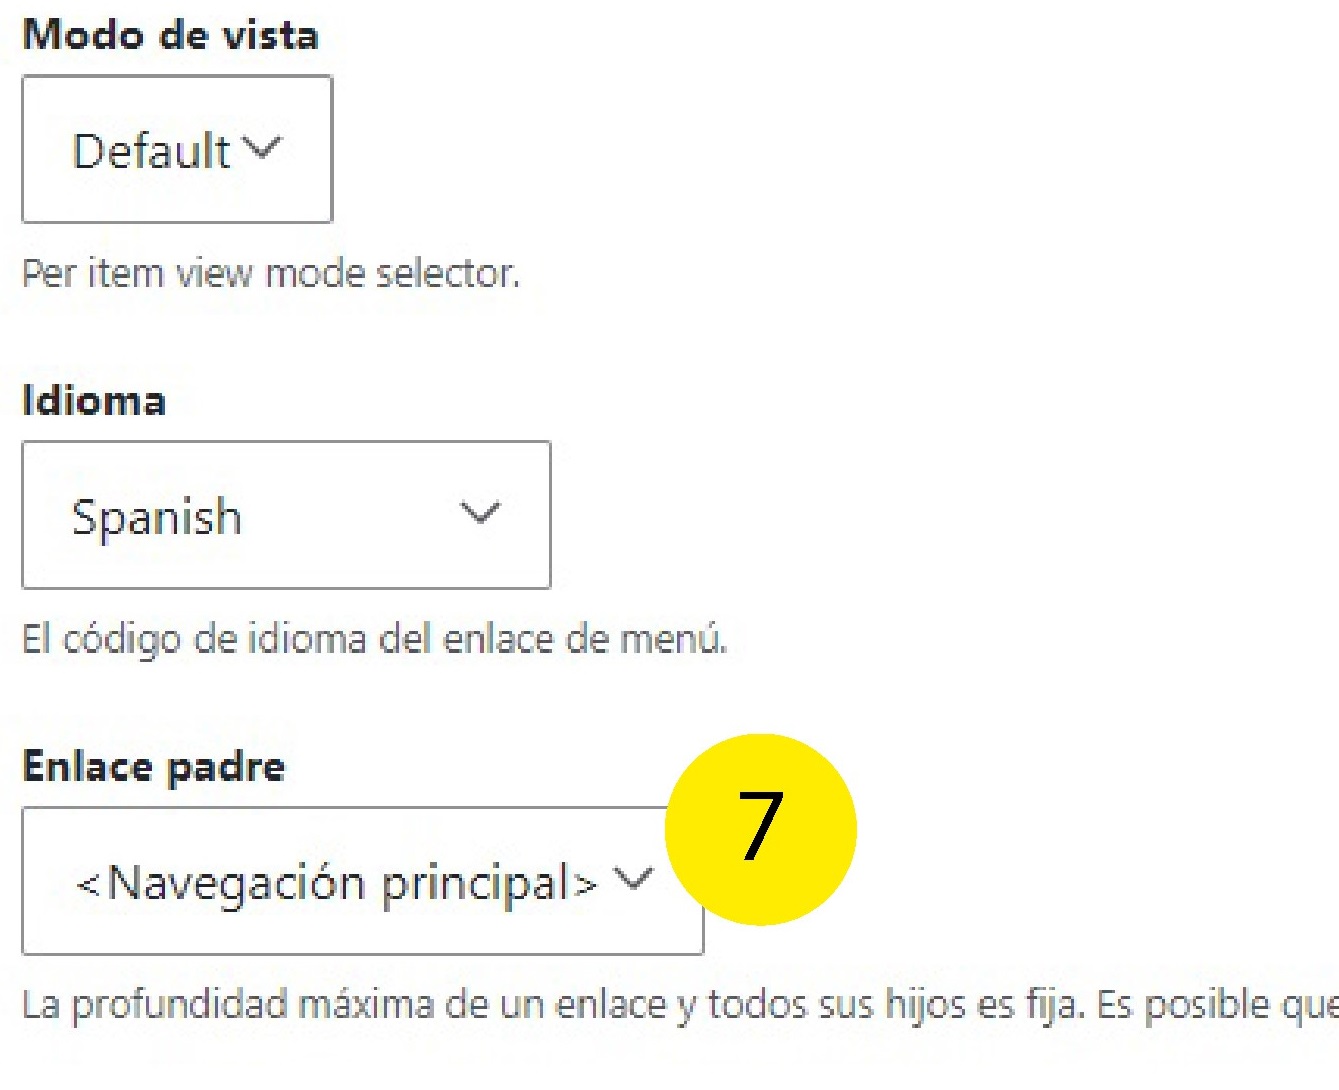 Modo de vista
Default
Per item view mode selector.
Idioma
Spanish
El código de idioma del enlace de menú.
Enlace padre
7
<Navegación principal>
La profundidad máxima de un enlace y todos sus hijos es fija. Es posible que